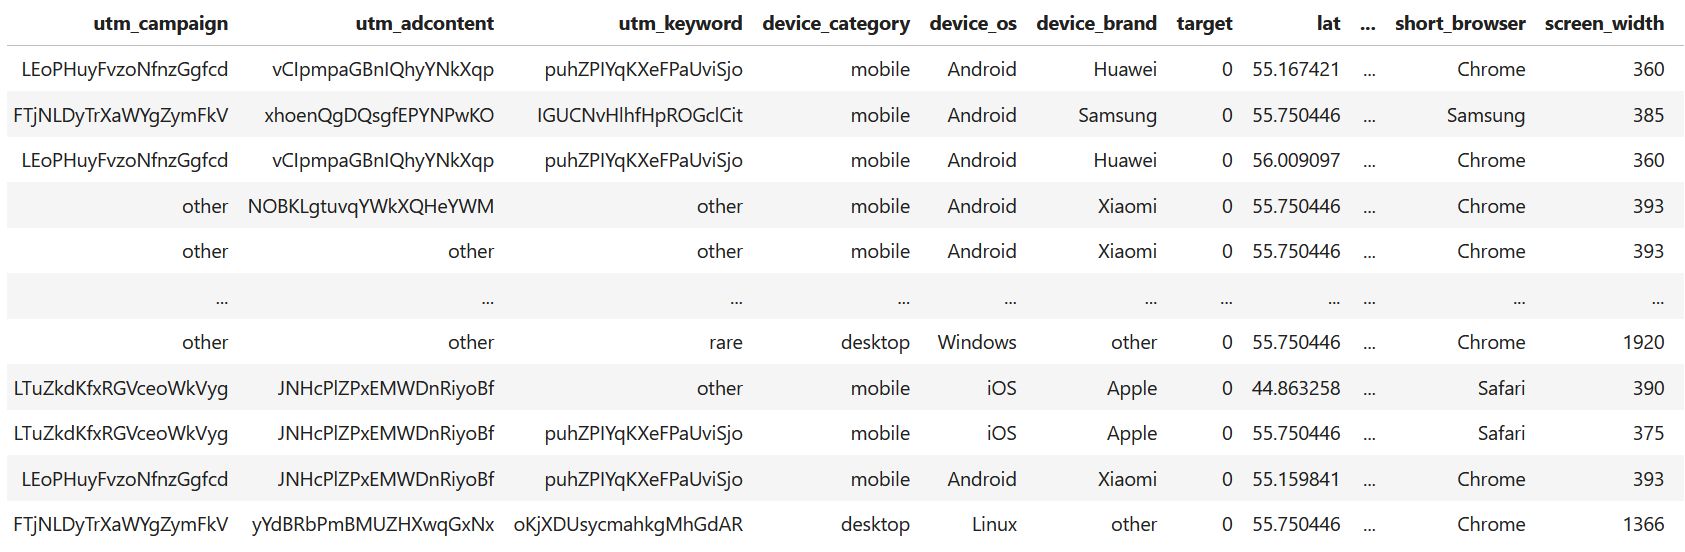 utm_campaign utm_adcontent utm_keyword device_category device_os device_brand target lat ... short_browser screen_width
LEoPHuyFvzoNfnzGgfcd vCIpmpaGBnIQhyYNkXqp puhZPIYqKXeFPaUviSjo mobile Android Huawei 0 55.167421 ... Chrome 360
FTjNLDyTrXaWYgZymFkV xhoenQgDQsgfEPYNPwKO IGUCNvHlhfHpROGclCit mobile Android Samsung 0 55.750446 ... Samsung 385
LEoPHuyFvzoNfnzGgfcd vCIpmpaGBnIQhyYNkXqp puhZPIYqKXeFPaUviSjo mobile Android Huawei 0 56.009097 ... Chrome 360
other NOBKLgtuvqYWkXQHeYWM other mobile Android Xiaomi 0 55.750446 ... Chrome 393
other other other mobile Android Xiaomi 0 55.750446 ... Chrome 393
... ... ... ... ... ... ... ... ... ... ...
other other rare desktop Windows other 0 55.750446 ... Chrome 1920
LTuZkdKfxRGVceoWkVyg JNHcPlZPxEMWDnRiyoBf other mobile iOS Apple 0 44.863258 ... Safari 390
LTuZkdKfxRGVceoWkVyg JNHcPlZPxEMWDnRiyoBf puhZPIYqKXeFPaUviSjo mobile iOS Apple 0 55.750446 ... Safari 375
LEoPHuyFvzoNfnzGgfcd JNHcPlZPxEMWDnRiyoBf puhZPIYqKXeFPaUviSjo mobile Android Xiaomi 0 55.159841 ... Chrome 393
FTjNLDyTrXaWYgZymFkV yYdBRbPmBMUZHXwqGxNx oKjXDUsycmahkgMhGdAR desktop Linux other 0 55.750446 ... Chrome 1366